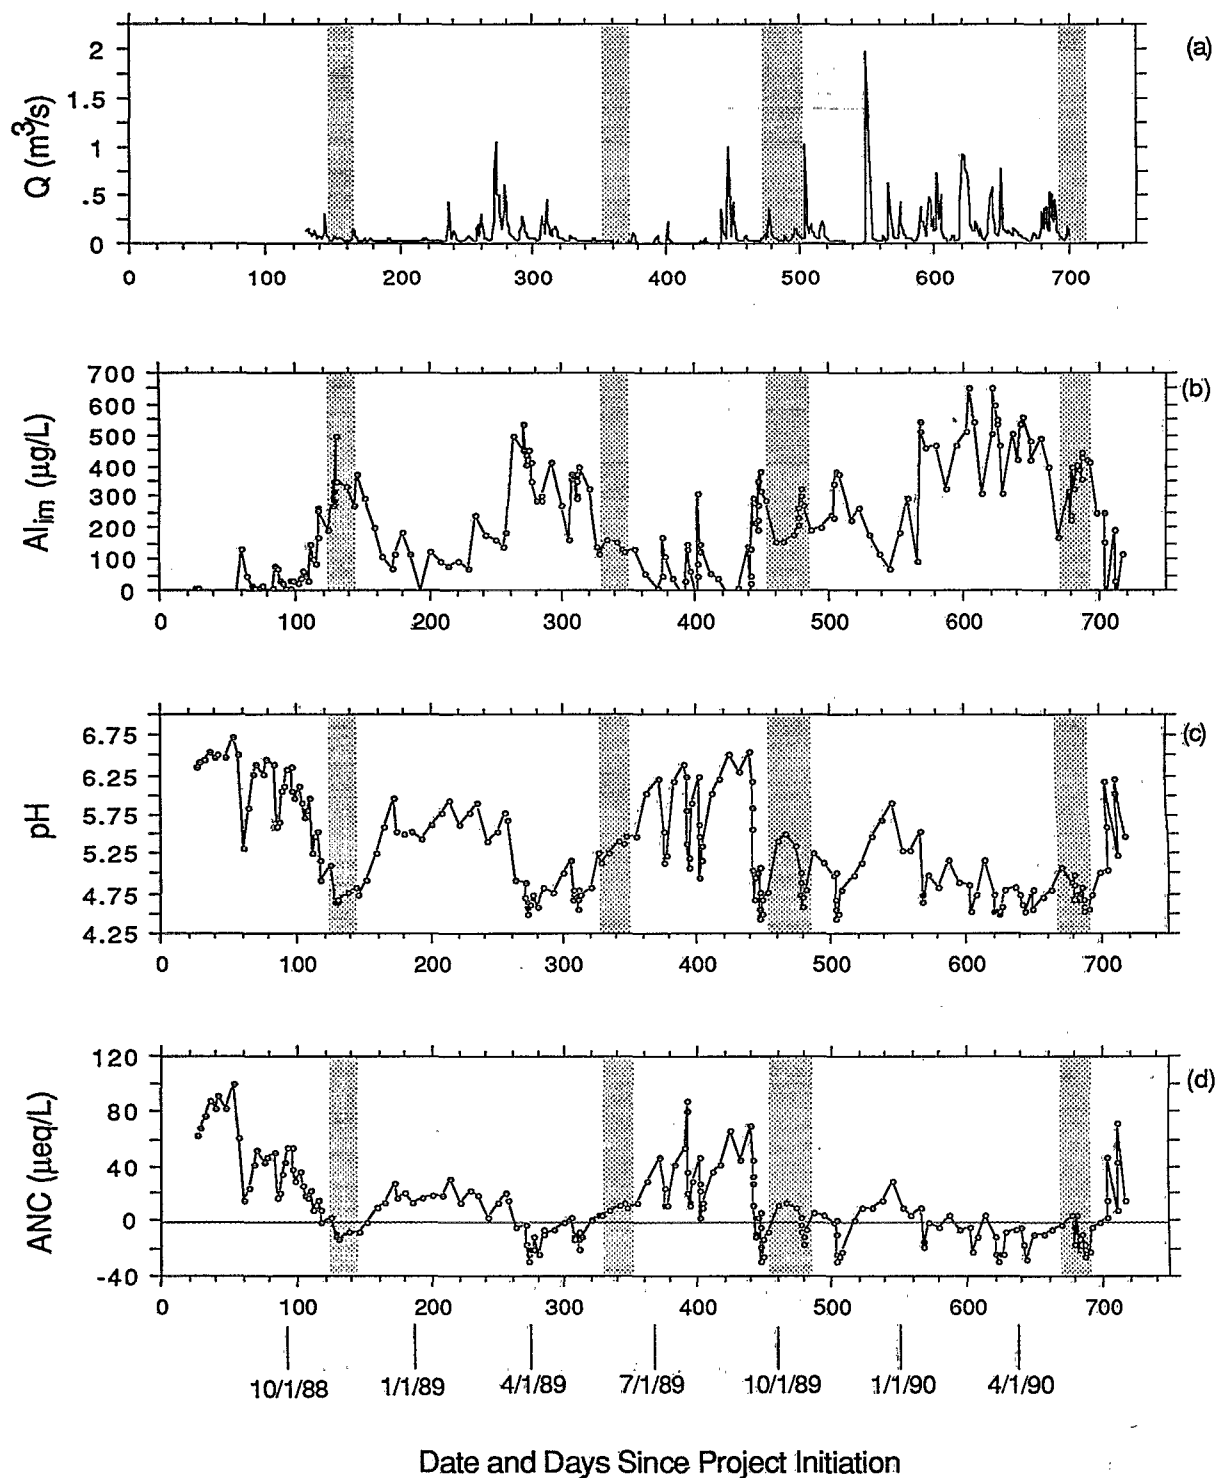 (a)
2
1.5
1
.5
0
Q (m3/s)
0 100 200 300 400 500 600 700
(b)
700
600
500
400
300
200
100
0
Alim (μg/L)
0 100 200 300 400 500 600 700
(c)
6.75
6.25
5.75
5.25
4.75
4.25
pH
0 100 200 300 400 500 600 700
(d)
120
80
40
0
-40
ANC (μeq/L)
0 100 200 300 400 500 600 700
10/1/88 1/1/89 4/1/89 7/1/89 10/1/89 1/1/90 4/1/90
Date and Days Since Project Initiation